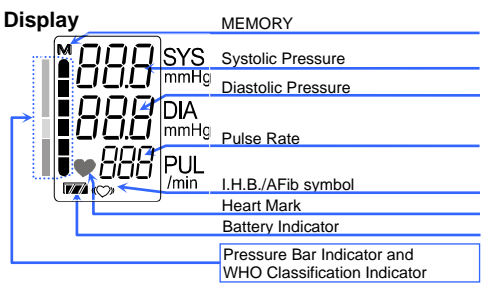 Display
MEMORY
M
888 SYS
mmHg
Systolic Pressure
Diastolic Pressure
888 DIA
mmHg
Pulse Rate
888 PUL
/min
I.H.B./AFib symbol
Heart Mark
Battery Indicator
Pressure Bar Indicator and
WHO Classification Indicator